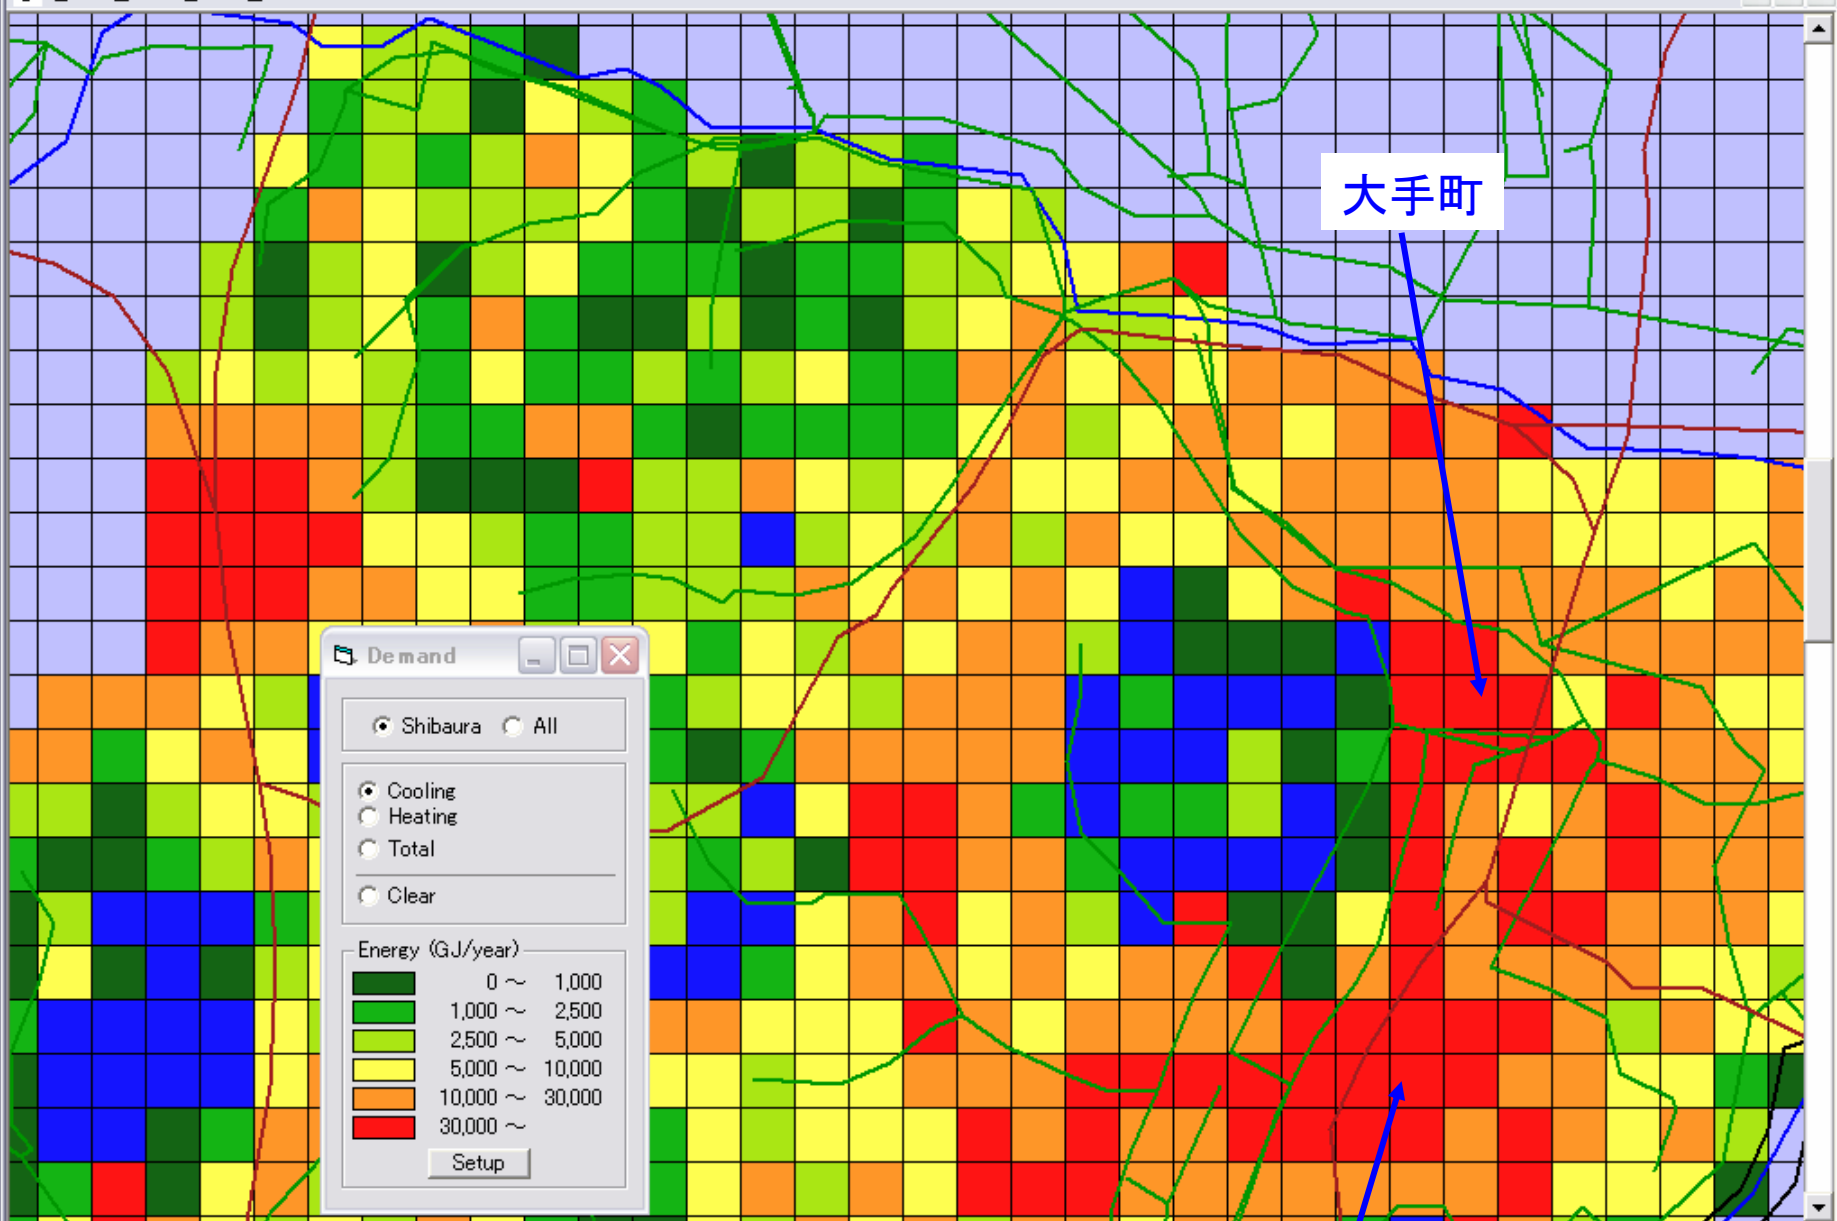 大手町
Demand
Shibaura All
Cooling
Heating
Total
Clear
Energy (GJ/year)
0 ～ 1,000
1,000 ～ 2,500
2,500 ～ 5,000
5,000 ～ 10,000
10,000 ～ 30,000
30,000 ～
Setup